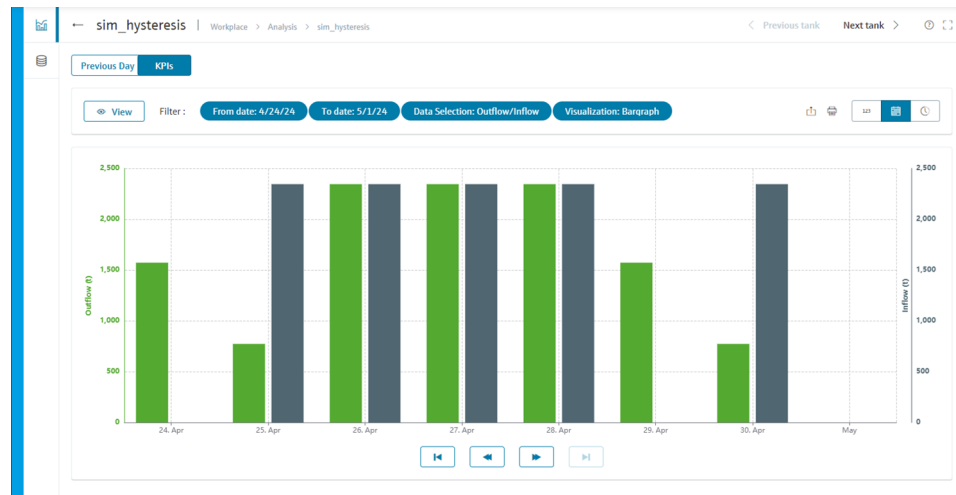 ← sim_hysteresis | Workplace > Analysis > sim_hysteresis < Previous tank Next tank >
Previous Day KPIs
View Filter : From date: 4/24/24 To date: 5/1/24 Data Selection: Outflow/Inflow Visualization: Bargraph 123
2,500 2,500
2,000 2,000
1,500 1,500
Outflow (t) Inflow (t)
1,000 1,000
500 500
0 0
24. Apr 25. Apr 26. Apr 27. Apr 28. Apr 29. Apr 30. Apr May